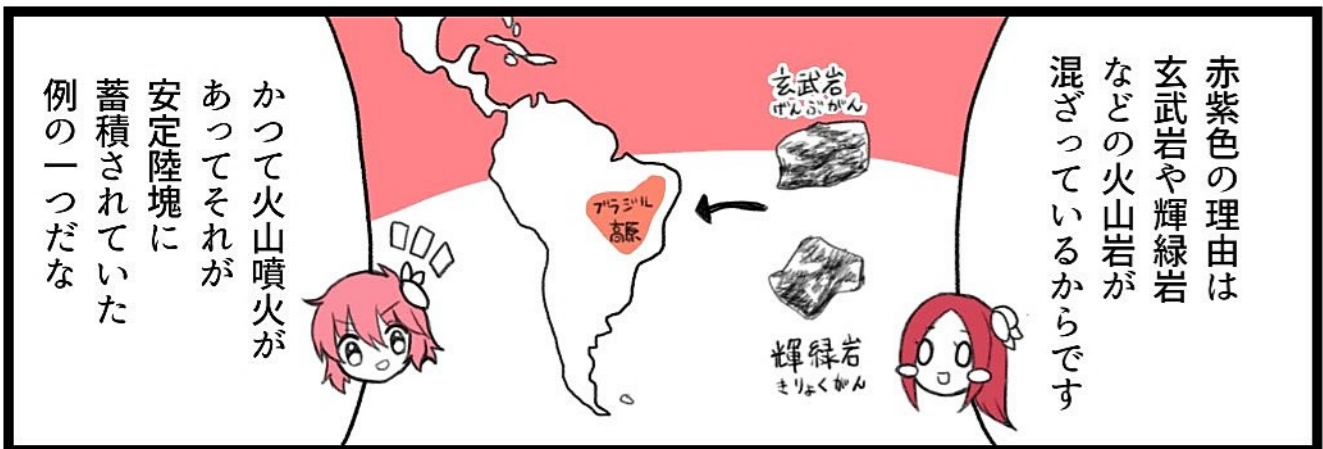 赤紫色の理由は
玄武岩や輝緑岩
などの火山岩が
混ざっているからです
玄武岩
げんぶがん
輝緑岩
きりょくがん
ブラジル
高原
かつて火山噴火が
あってそれが
安定陸塊に
蓄積されていた
例の一つだな